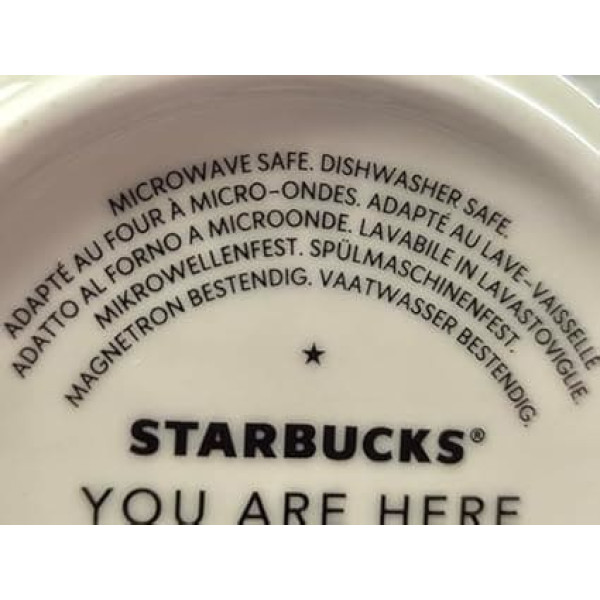 MICROWAVE SAFE. DISHWASHER SAFE.
ADAPTÉ AU FOUR À MICRO-ONDES. ADAPTÉ AU LAVE-VAISSELLE
ADATTO AL FORNO A MICROONDE. LAVABILE IN LAVASTOVIGLIE.
MIKROWELLENFEST. SPÜLMASCHINENFEST.
MAGNETRON BESTENDIG. VAATWASSER BESTENDIG.
★
STARBUCKS®
YOU ARE HERE